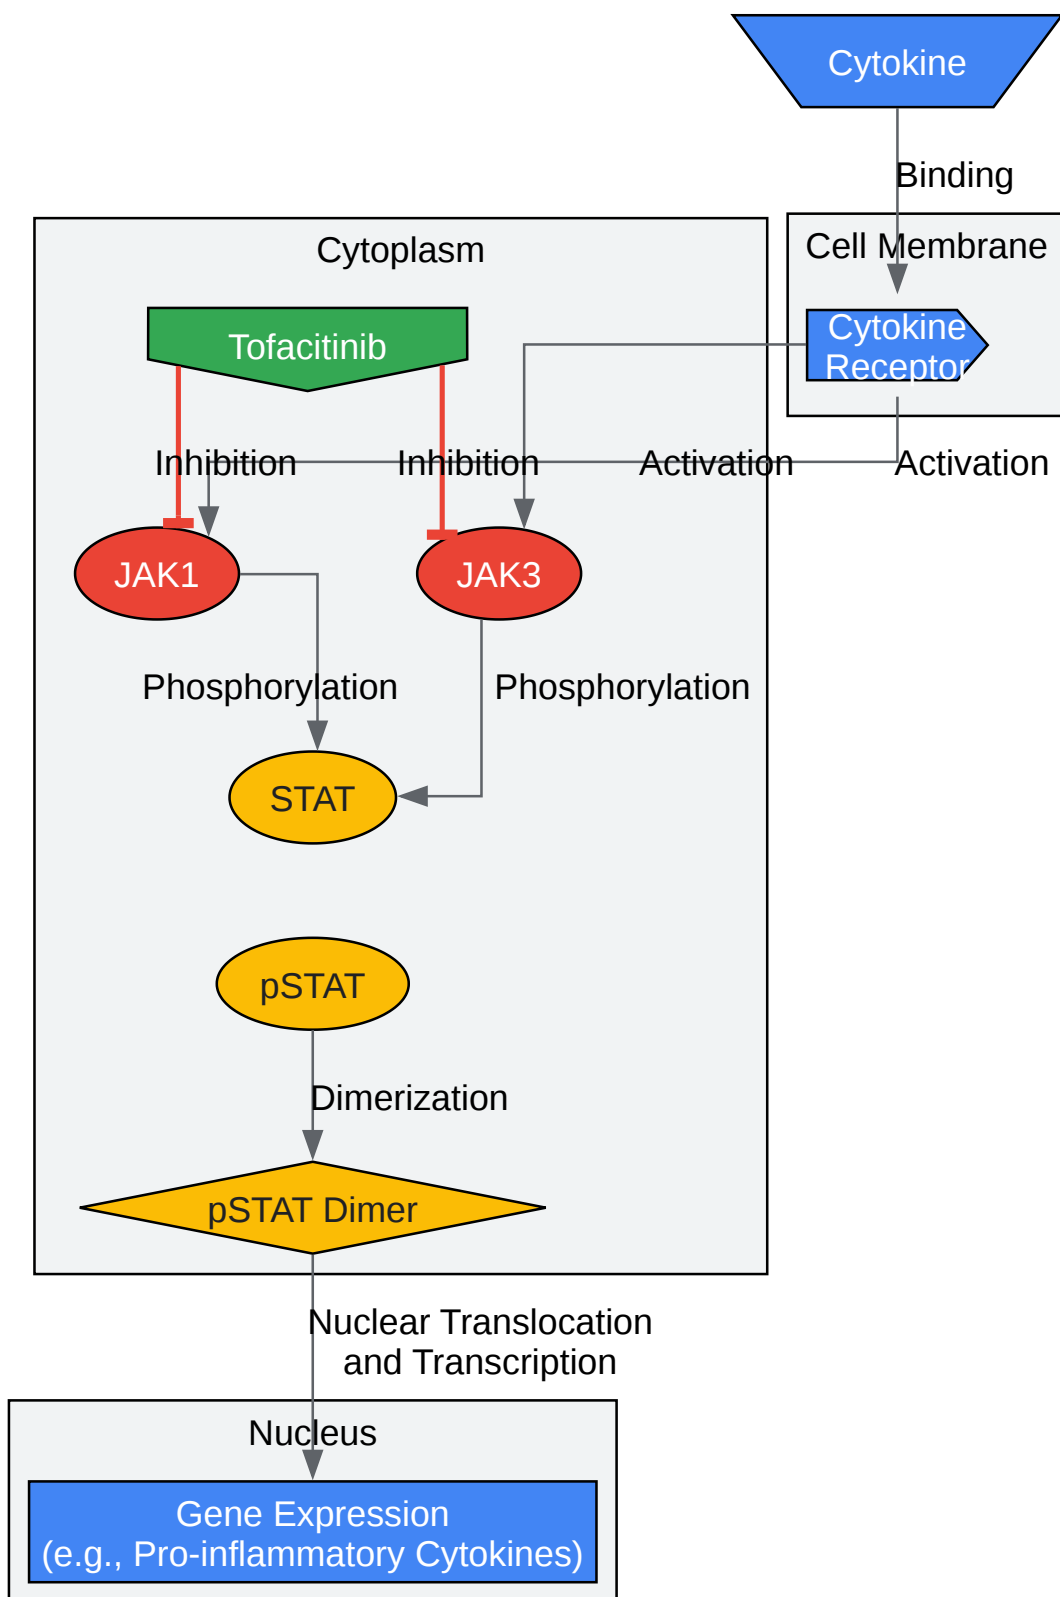 Cytokine
Binding
Cytoplasm
Cell Membrane
Tofacitinib
Cytokine
Receptor
Inhibition
Inhibition
Activation
Activation
JAK1
JAK3
Phosphorylation
Phosphorylation
STAT
pSTAT
Dimerization
pSTAT Dimer
Nuclear Translocation
and Transcription
Nucleus
Gene Expression
(e.g., Pro-inflammatory Cytokines)